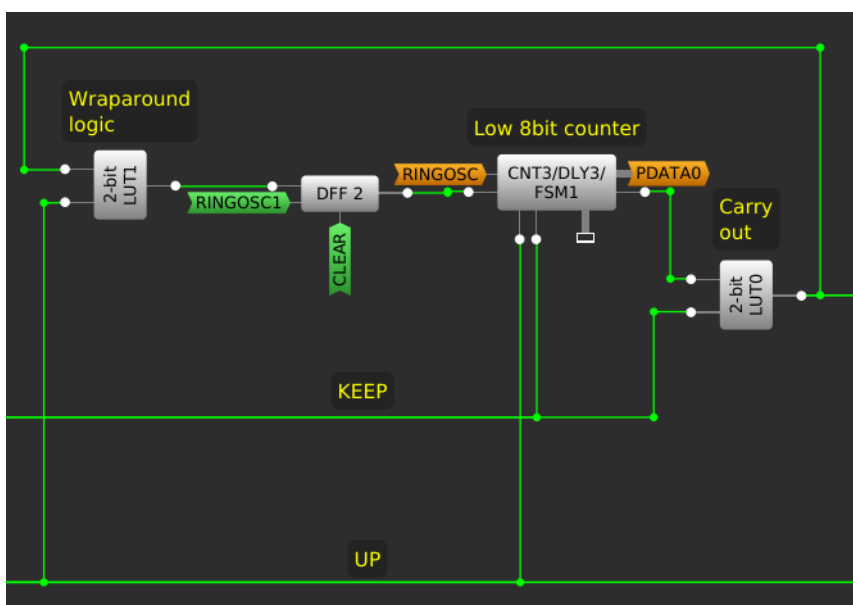 Wraparound
logic
2-bit
LUT1
RINGOSC1
DFF 2
CLEAR
Low 8bit counter
RINGOSC
CNT3/DLY3/
FSM1
PDATA0
Carry
out
2-bit
LUT0
KEEP
UP